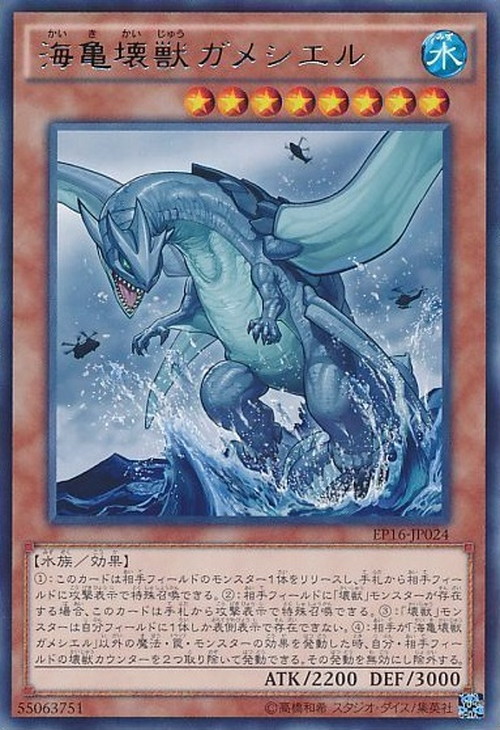 かい き かい じゅう
海亀壊獣ガメシエル
みず
水
EP16-JP024
【水族／効果】
①：このカードは相手フィールドのモンスター1体をリリースし、手札から相手フィー
ルドに攻撃表示で特殊召喚できる。②：相手フィールドに「壊獣」モンスターが存在
する場合、このカードは手札から攻撃表示で特殊召喚できる。③：「壊獣」モン
スターは自分フィールドに1体しか表側表示で存在できない。④：相手が「海亀壊獣
ガメシエル」以外の魔法・罠・モンスターの効果を発動した時、自分・相手フィールド
の壊獣カウンターを２つ取り除いて発動できる。その発動を無効にし除外する。
ATK/2200 DEF/3000
55063751
©高橋和希 スタジオ・ダイス/集英社